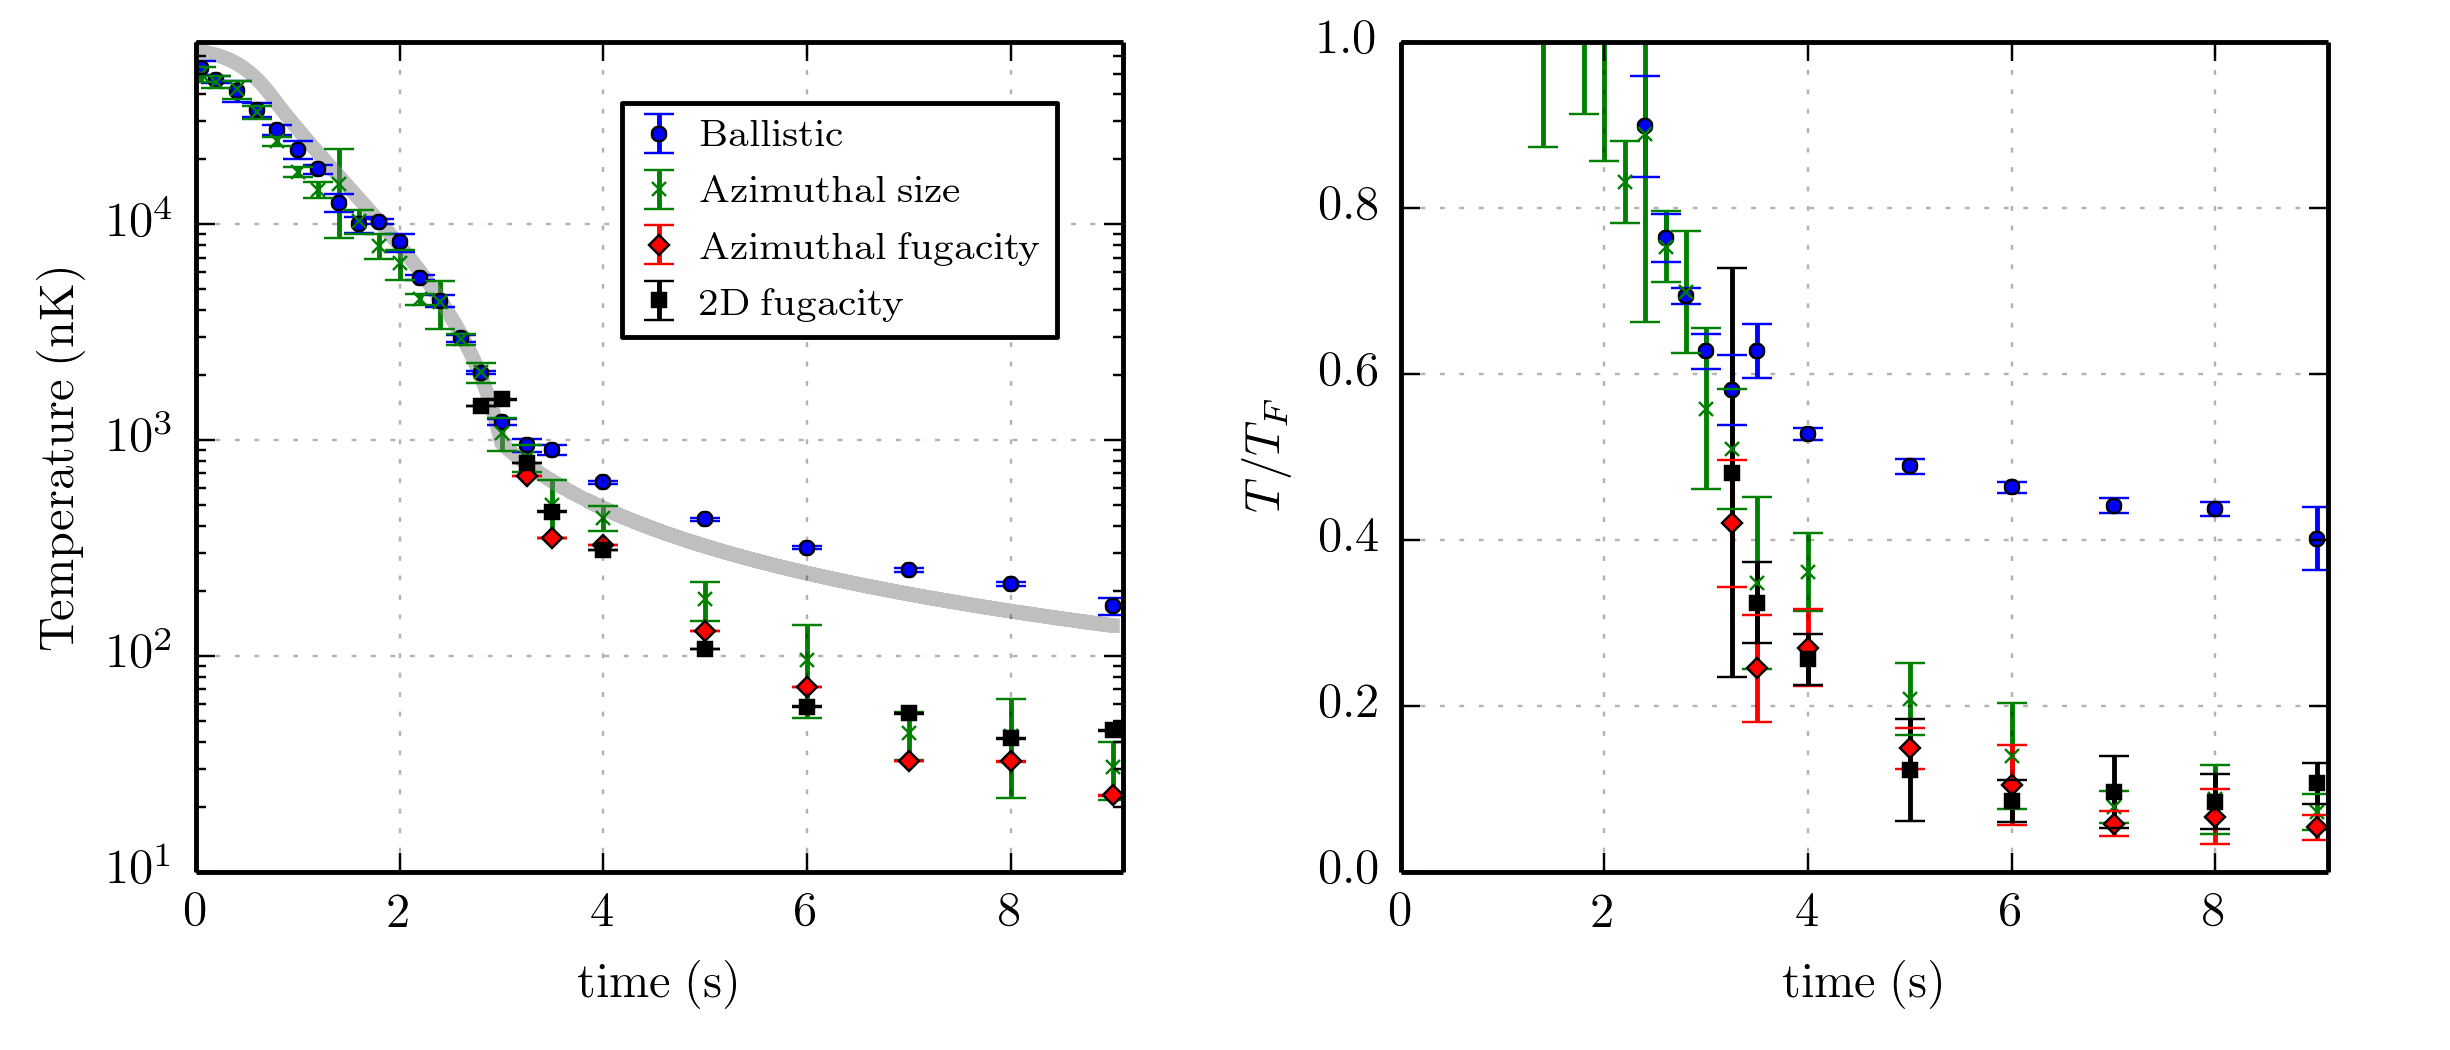 Temperature (nK)
10^4
10^3
10^2
10^1
0 2 4 6 8
time (s)
Ballistic
Azimuthal size
Azimuthal fugacity
2D fugacity
T/T_F
1.0
0.8
0.6
0.4
0.2
0.0
0 2 4 6 8
time (s)